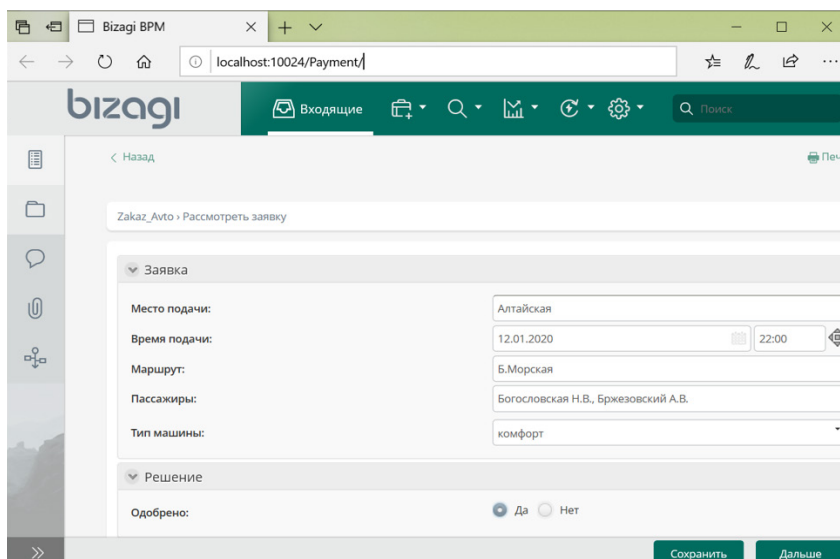 Bizagi BPM
localhost:10024/Payment/
bizagi
Входящие
Поиск
Назад
Печ
Zakaz_Avto › Рассмотреть заявку
Заявка
Место подачи: Алтайская
Время подачи: 12.01.2020 22:00
Маршрут: Б.Морская
Пассажиры: Богословская Н.В., Бржезовский А.В.
Тип машины: комфорт
Решение
Одобрено: Да Нет
Сохранить Дальше